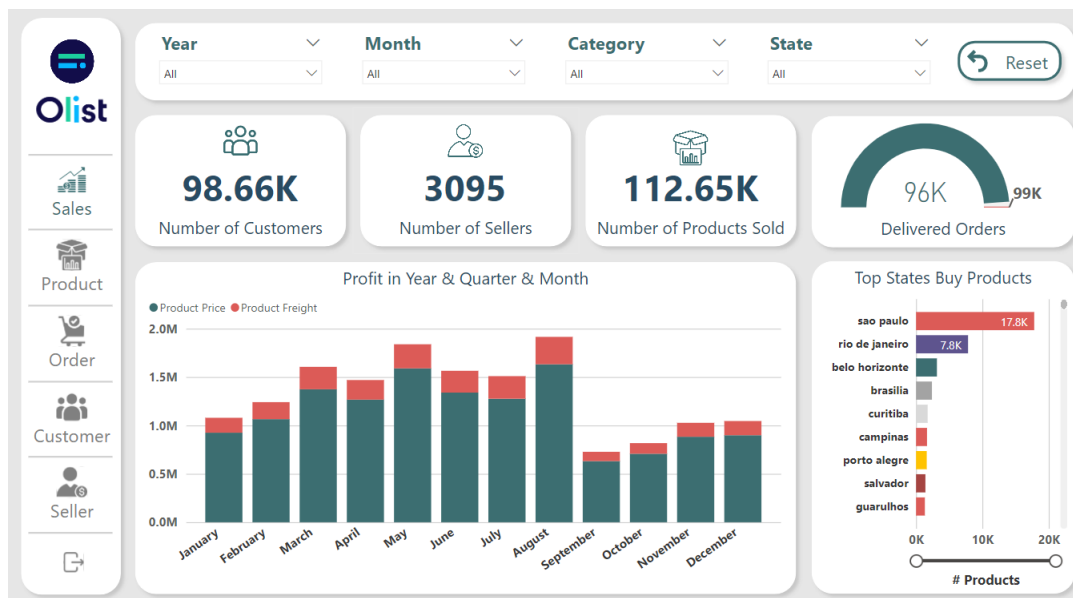 Olist
Sales
Product
Order
Customer
Seller
Year
Month
Category
State
All
All
All
All
Reset
98.66K
Number of Customers
3095
Number of Sellers
112.65K
Number of Products Sold
96K
99K
Delivered Orders
Profit in Year & Quarter & Month
Product Price
Product Freight
2.0M
1.5M
1.0M
0.5M
0.0M
January
February
March
April
May
June
July
August
September
October
November
December
Top States Buy Products
sao paulo
17.8K
rio de janeiro
7.8K
belo horizonte
brasilia
curitiba
campinas
porto alegre
salvador
guarulhos
0K
10K
20K
# Products